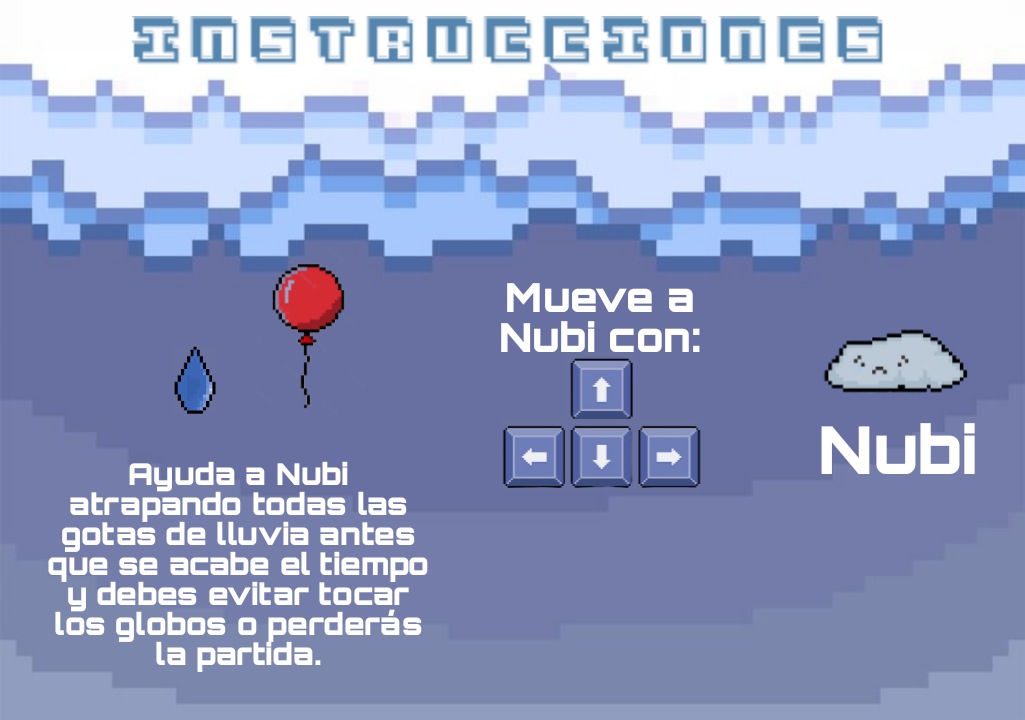 INSTRUCCIONES
Ayuda a Nubi
atrapando todas las
gotas de lluvia antes
que se acabe el tiempo
y debes evitar tocar
los globos o perderás
la partida.
Mueve a
Nubi con:
Nubi